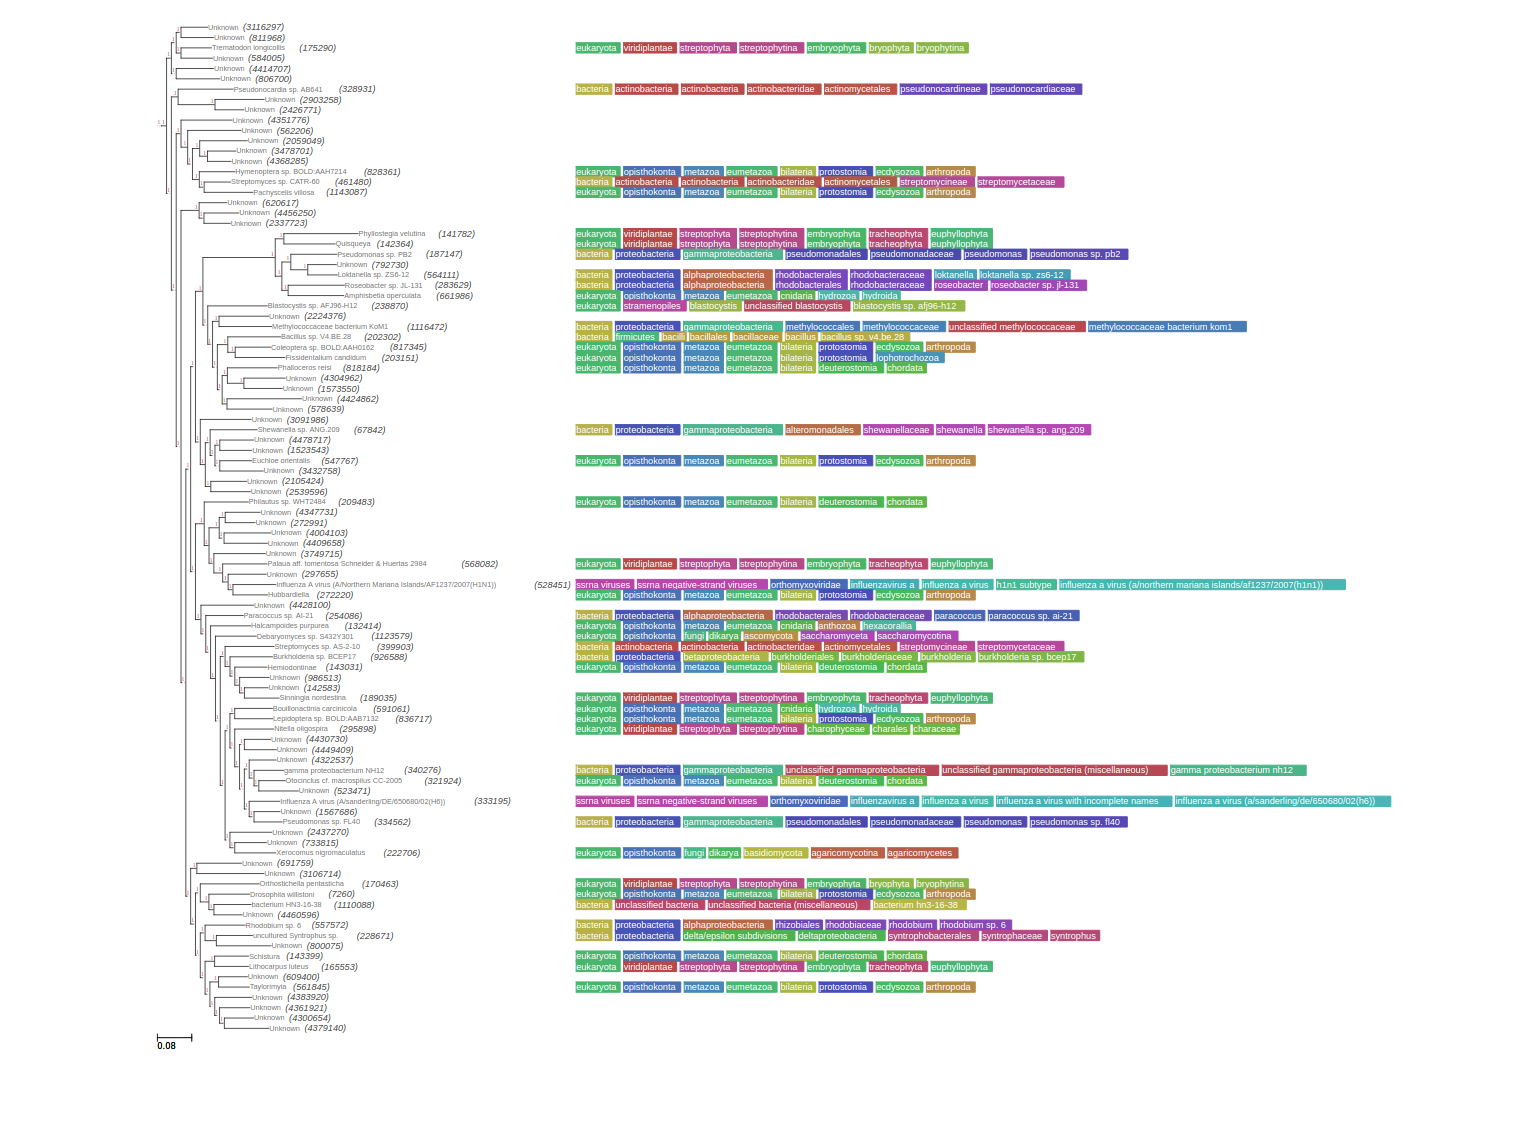 Unknown (3116297)
Unknown (811968)
Trematodon longicollis (175290) eukaryota viridiplantae streptophyta streptophytina embryophyta bryophyta bryophytina
Unknown (584005)
Unknown (4414707)
Unknown (806700)
Pseudonocardia sp. AB641 (328931) bacteria actinobacteria actinobacteria actinobacteridae actinomycetales pseudonocardineae pseudonocardiaceae
Unknown (2903258)
Unknown (2426771)
Unknown (4351776)
Unknown (562206)
Unknown (2059049)
Unknown (3478701)
Unknown (4368285)
Hymenoptera sp. BOLD:AAH7214 (828361) eukaryota opisthokonta metazoa eumetazoa bilateria protostomia ecdysozoa arthropoda
Streptomyces sp. CATR-60 (461480) bacteria actinobacteria actinobacteria actinobacteridae actinomycetales streptomycineae streptomycetaceae
Pachyscelis villosa (1143087) eukaryota opisthokonta metazoa eumetazoa bilateria protostomia ecdysozoa arthropoda
Unknown (620617)
Unknown (4456250)
Unknown (2337723)
Phyllostegia velutina (141782) eukaryota viridiplantae streptophyta streptophytina embryophyta tracheophyta euphyllophyta
Quisqueya (142364) eukaryota viridiplantae streptophyta streptophytina embryophyta tracheophyta euphyllophyta
Pseudomonas sp. PB2 (187147) bacteria proteobacteria gammaproteobacteria pseudomonadales pseudomonadaceae pseudomonas pseudomonas sp. pb2
Unknown (792730)
Loktanella sp. ZS6-12 (564111) bacteria proteobacteria alphaproteobacteria rhodobacterales rhodobacteraceae loktanella loktanella sp. zs6-12
Roseobacter sp. JL-131 (283629) bacteria proteobacteria alphaproteobacteria rhodobacterales rhodobacteraceae roseobacter roseobacter sp. jl-131
Amphisbetia operculata (661986) eukaryota opisthokonta metazoa eumetazoa cnidaria hydrozoa hydroida
Blastocystis sp. AFJ96-H12 (238870) eukaryota stramenopiles blastocystis unclassified blastocystis blastocystis sp. afj96-h12
Unknown (2224376)
Methylococcaceae bacterium KoM1 (1116472) bacteria proteobacteria gammaproteobacteria methylococcales methylococcaceae unclassified methylococcaceae methylococcaceae bacterium kom1
Bacillus sp. V4.BE.28 (202302) bacteria firmicutes bacilli bacillales bacillaceae bacillus bacillus sp. v4.be.28
Coleoptera sp. BOLD:AAH0162 (817345) eukaryota opisthokonta metazoa eumetazoa bilateria protostomia ecdysozoa arthropoda
Fissidentalium candidum (203151) eukaryota opisthokonta metazoa eumetazoa bilateria protostomia lophotrochozoa
Phalloceros reisi (818184) eukaryota opisthokonta metazoa eumetazoa bilateria deuterostomia chordata
Unknown (4304962)
Unknown (1573550)
Unknown (4424862)
Unknown (578639)
Unknown (3091986)
Shewanella sp. ANG.209 (67842) bacteria proteobacteria gammaproteobacteria alteromonadales shewanellaceae shewanella shewanella sp. ang.209
Unknown (4478717)
Unknown (1523543)
Euchloe orientalis (547767) eukaryota opisthokonta metazoa eumetazoa bilateria protostomia ecdysozoa arthropoda
Unknown (3432758)
Unknown (2105424)
Unknown (2539596)
Philautus sp. WHT2484 (209483) eukaryota opisthokonta metazoa eumetazoa bilateria deuterostomia chordata
Unknown (4347731)
Unknown (272991)
Unknown (4004103)
Unknown (4409658)
Unknown (3749715)
Palaua aff. tomentosa Schneider & Huertas 2984 (568082) eukaryota viridiplantae streptophyta streptophytina embryophyta tracheophyta euphyllophyta
Unknown (297655)
Influenza A virus (A/Northern Mariana Islands/AF1237/2007(H1N1)) (528451) ssrna viruses ssrna negative-strand viruses orthomyxoviridae influenzavirus a influenza a virus h1n1 subtype influenza a virus (a/northern mariana islands/af1237/2007(h1n1))
Hubbardiella (272220) eukaryota opisthokonta metazoa eumetazoa bilateria protostomia ecdysozoa arthropoda
Unknown (4428100)
Paracoccus sp. AI-21 (254086) bacteria proteobacteria alphaproteobacteria rhodobacterales rhodobacteraceae paracoccus paracoccus sp. ai-21
Halcampoides purpurea (132414) eukaryota opisthokonta metazoa eumetazoa cnidaria anthozoa hexacorallia
Debaryomyces sp. S432Y301 (1123579) eukaryota opisthokonta fungi dikarya ascomycota saccharomyceta saccharomycotina
Streptomyces sp. AS-2-10 (399903) bacteria actinobacteria actinobacteria actinobacteridae actinomycetales streptomycineae streptomycetaceae
Burkholderia sp. BCEP17 (926588) bacteria proteobacteria betaproteobacteria burkholderiales burkholderiaceae burkholderia burkholderia sp. bcep17
Hemiodontinae (143031) eukaryota opisthokonta metazoa eumetazoa bilateria deuterostomia chordata
Unknown (986513)
Unknown (142583)
Sinningia nordestina (189035) eukaryota viridiplantae streptophyta streptophytina embryophyta tracheophyta euphyllophyta
Bouillonactinia carcinicola (591061) eukaryota opisthokonta metazoa eumetazoa cnidaria hydrozoa hydroida
Lepidoptera sp. BOLD:AAB7132 (836717) eukaryota opisthokonta metazoa eumetazoa bilateria protostomia ecdysozoa arthropoda
Nitella oligospira (295898) eukaryota viridiplantae streptophyta streptophytina charophyceae charales characeae
Unknown (4430730)
Unknown (4449409)
Unknown (4322537)
gamma proteobacterium NH12 (340276) bacteria proteobacteria gammaproteobacteria unclassified gammaproteobacteria unclassified gammaproteobacteria (miscellaneous) gamma proteobacterium nh12
Otocinclus cf. macrospilus CC-2005 (321924) eukaryota opisthokonta metazoa eumetazoa bilateria deuterostomia chordata
Unknown (523471)
Influenza A virus (A/sanderling/DE/650680/02(H6)) (333195) ssrna viruses ssrna negative-strand viruses orthomyxoviridae influenzavirus a influenza a virus influenza a virus with incomplete names influenza a virus (a/sanderling/de/650680/02(h6))
Unknown (1567686)
Pseudomonas sp. FL40 (334562) bacteria proteobacteria gammaproteobacteria pseudomonadales pseudomonadaceae pseudomonas pseudomonas sp. fl40
Unknown (2437270)
Unknown (733815)
Xerocomus nigromaculatus (222706) eukaryota opisthokonta fungi dikarya basidiomycota agaricomycotina agaricomycetes
Unknown (691759)
Unknown (3106714)
Orthostichella pentasticha (170463) eukaryota viridiplantae streptophyta streptophytina embryophyta bryophyta bryophytina
Drosophila willistoni (7260) eukaryota opisthokonta metazoa eumetazoa bilateria protostomia ecdysozoa arthropoda
bacterium HN3-16-38 (1110088) bacteria unclassified bacteria unclassified bacteria (miscellaneous) bacterium hn3-16-38
Unknown (4460596)
Rhodobium sp. 6 (557572) bacteria proteobacteria alphaproteobacteria rhizobiales rhodobiaceae rhodobium rhodobium sp. 6
uncultured Syntrophus sp. (228671) bacteria proteobacteria delta/epsilon subdivisions deltaproteobacteria syntrophobacterales syntrophaceae syntrophus
Unknown (800075)
Schistura (143399) eukaryota opisthokonta metazoa eumetazoa bilateria deuterostomia chordata
Lithocarpus luteus (165553) eukaryota viridiplantae streptophyta streptophytina embryophyta tracheophyta euphyllophyta
Unknown (609400)
Taylorimyia (561845) eukaryota opisthokonta metazoa eumetazoa bilateria protostomia ecdysozoa arthropoda
Unknown (4383920)
Unknown (4361921)
Unknown (4300654)
Unknown (4379140)
0.08